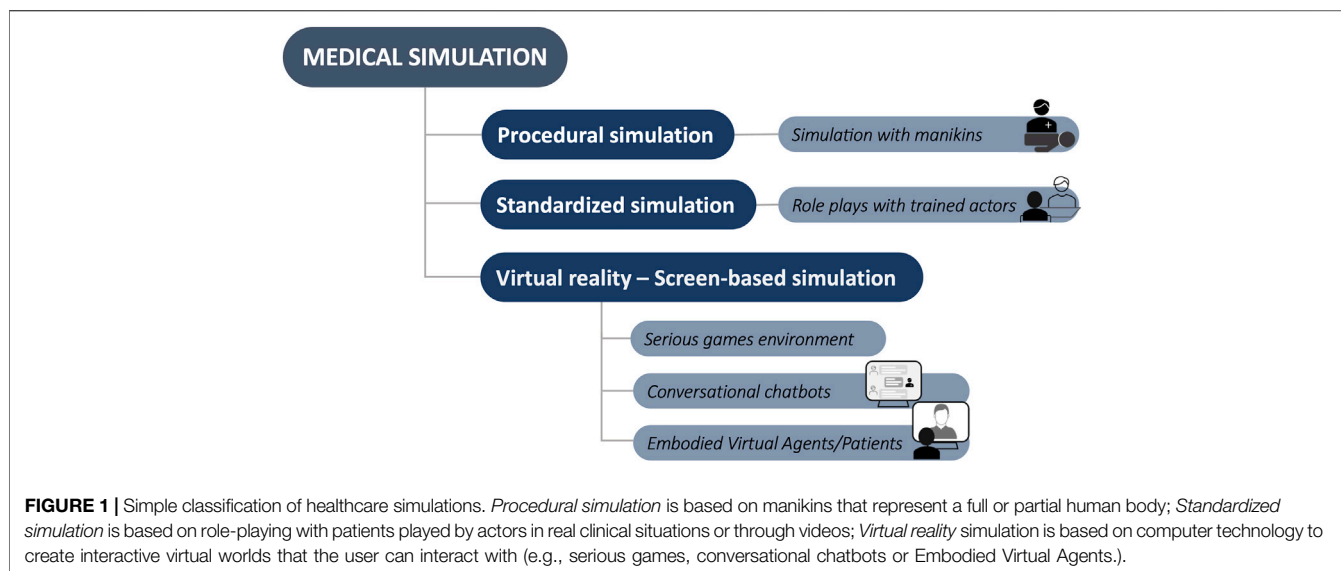 MEDICAL SIMULATION
Procedural simulation
Simulation with manikins
Standardized simulation
Role plays with trained actors
Virtual reality – Screen-based simulation
Serious games environment
Conversational chatbots
Embodied Virtual Agents/Patients
FIGURE 1 | Simple classification of healthcare simulations. Procedural simulation is based on manikins that represent a full or partial human body; Standardized
simulation is based on role-playing with patients played by actors in real clinical situations or through videos; Virtual reality simulation is based on computer technology to
create interactive virtual worlds that the user can interact with (e.g., serious games, conversational chatbots or Embodied Virtual Agents.).